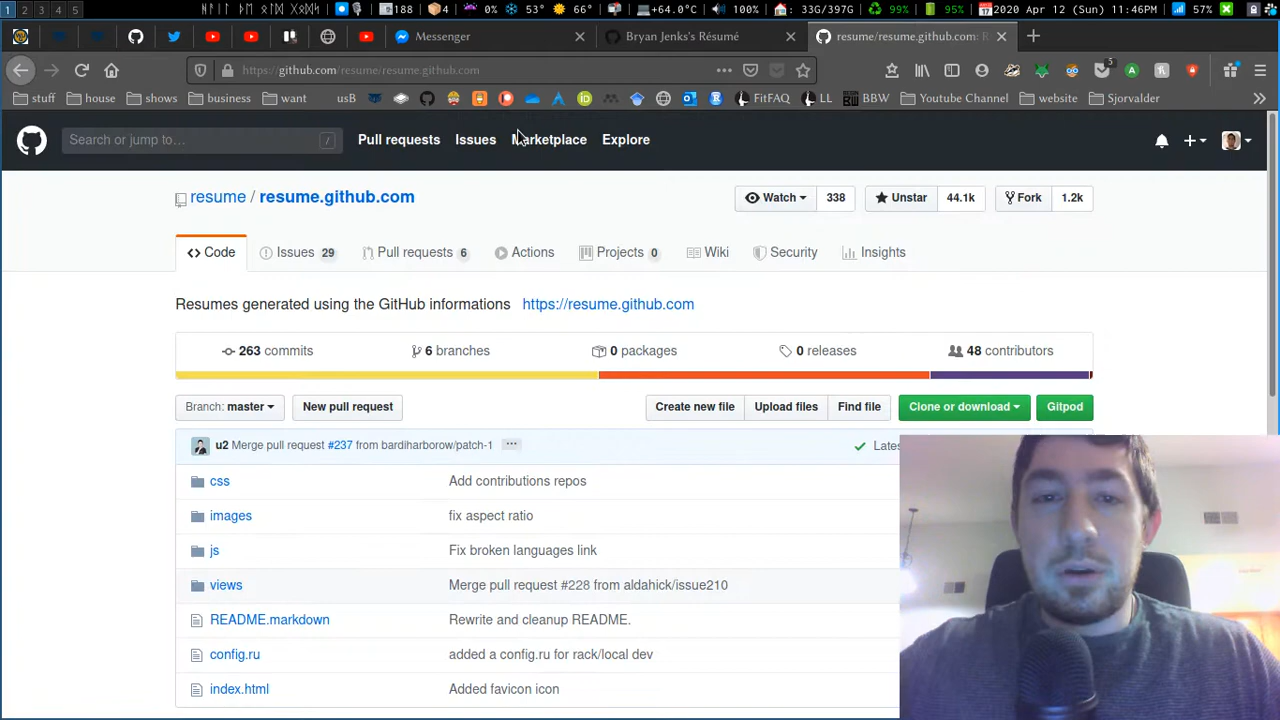 1 2 3 4 5 188 4 0% 53° 66° +64.0°C 100% : 33G/397G 99% 95% 2020 Apr 12 (Sun) 11:46PM 57%
Messenger Bryan Jenks's Résumé resume/resume.github.com: R
https://github.com/resume/resume.github.com 5
stuff house shows business want usB FitFAQ LL BBW Youtube Channel website Sjorvalder
Search or jump to… / Pull requests Issues Marketplace Explore
resume / resume.github.com Watch 338 Unstar 44.1k Fork 1.2k
Code Issues 29 Pull requests 6 Actions Projects 0 Wiki Security Insights
Resumes generated using the GitHub informations https://resume.github.com
263 commits 6 branches 0 packages 0 releases 48 contributors
Branch: master New pull request Create new file Upload files Find file Clone or download Gitpod
u2 Merge pull request #237 from bardiharborow/patch-1 … Lates
css Add contributions repos
images fix aspect ratio
js Fix broken languages link
views Merge pull request #228 from aldahick/issue210
README.markdown Rewrite and cleanup README.
config.ru added a config.ru for rack/local dev
index.html Added favicon icon